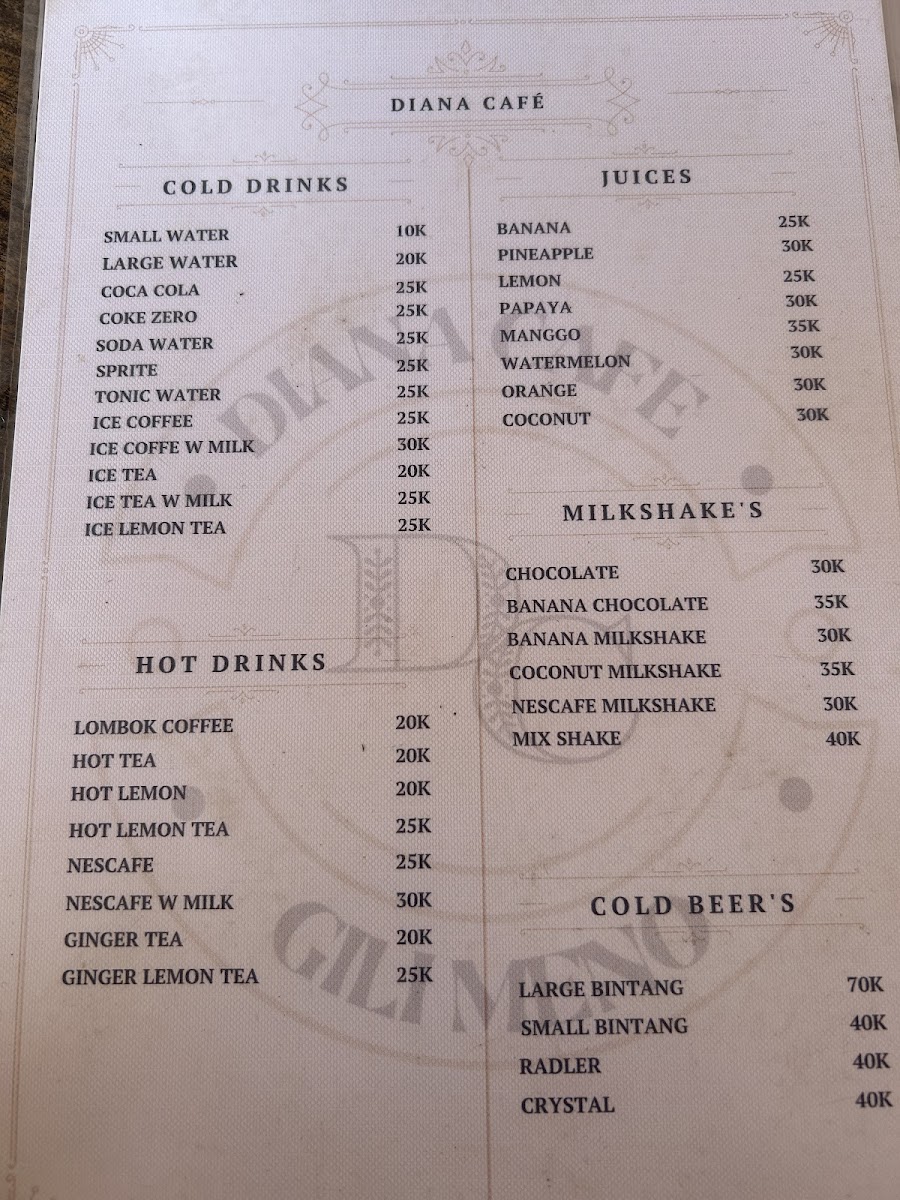 DIANA CAFÉ
COLD DRINKS
SMALL WATER 10K
LARGE WATER 20K
COCA COLA 25K
COKE ZERO 25K
SODA WATER 25K
SPRITE 25K
TONIC WATER 25K
ICE COFFEE 25K
ICE COFFE W MILK 30K
ICE TEA 20K
ICE TEA W MILK 25K
ICE LEMON TEA 25K
HOT DRINKS
LOMBOK COFFEE 20K
HOT TEA 20K
HOT LEMON 20K
HOT LEMON TEA 25K
NESCAFE 25K
NESCAFE W MILK 30K
GINGER TEA 20K
GINGER LEMON TEA 25K
JUICES
BANANA 25K
PINEAPPLE 30K
LEMON 25K
PAPAYA 30K
MANGGO 35K
WATERMELON 30K
ORANGE 30K
COCONUT 30K
MILKSHAKE'S
CHOCOLATE 30K
BANANA CHOCOLATE 35K
BANANA MILKSHAKE 30K
COCONUT MILKSHAKE 35K
NESCAFE MILKSHAKE 30K
MIX SHAKE 40K
COLD BEER'S
LARGE BINTANG 70K
SMALL BINTANG 40K
RADLER 40K
CRYSTAL 40K
DIANA CAFE
DC
GILI MENO